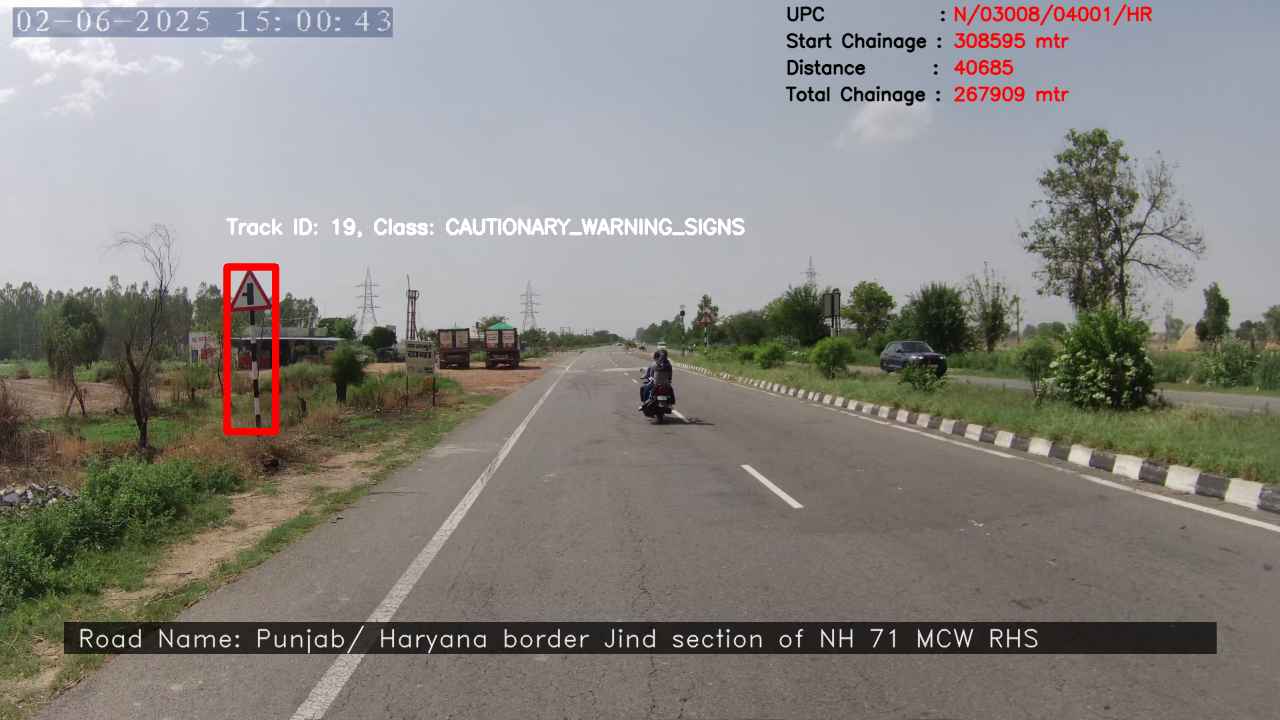 02-06-2025 15:00:43
UPC : N/03008/04001/HR
Start Chainage : 308595 mtr
Distance : 40685
Total Chainage : 267909 mtr
Track ID: 19, Class: CAUTIONARY_WARNING_SIGNS
Road Name: Punjab/ Haryana border Jind section of NH 71 MCW RHS